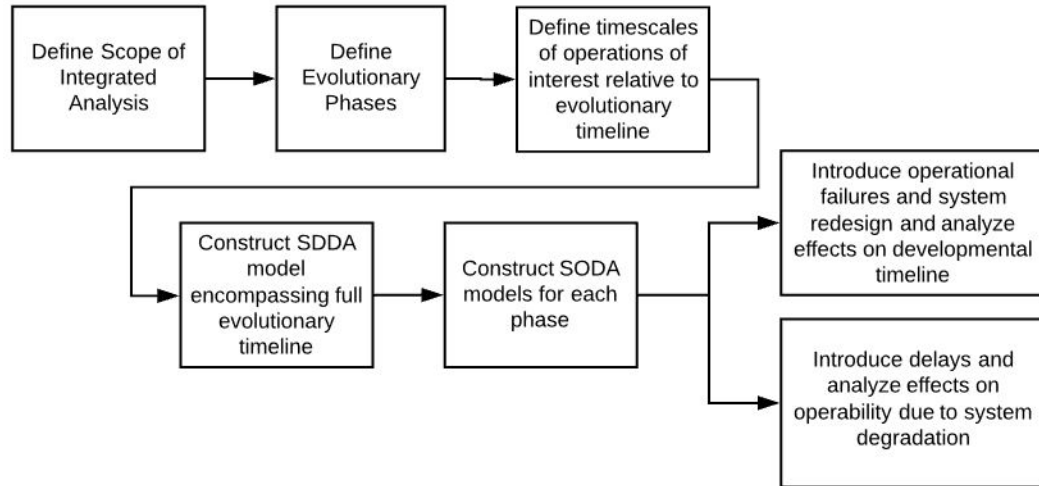 Define Scope of
Integrated
Analysis
Define
Evolutionary
Phases
Define timescales
of operations of
interest relative to
evolutionary
timeline
Construct SDDA
model
encompassing full
evolutionary
timeline
Construct SODA
models for each
phase
Introduce operational
failures and system
redesign and analyze
effects on developmental
timeline
Introduce delays and
analyze effects on
operability due to system
degradation